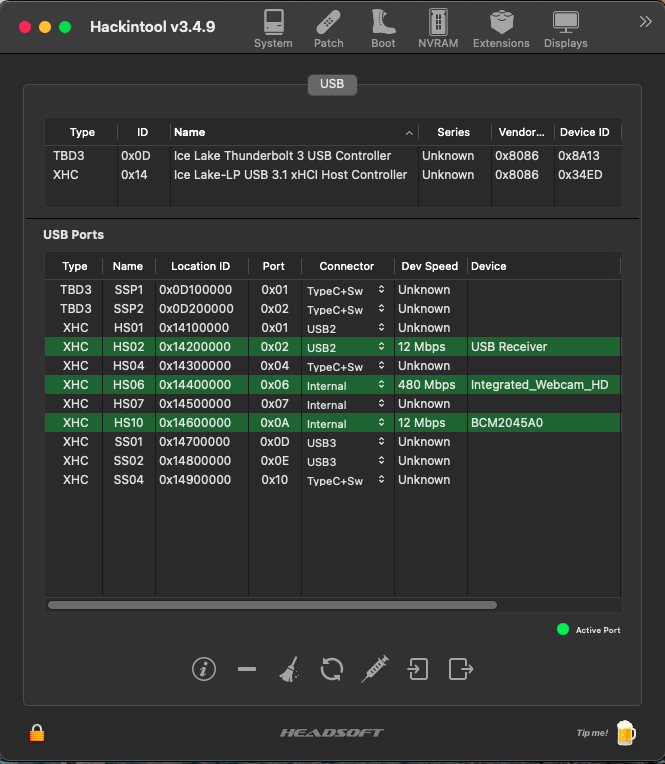 Hackintool v3.4.9
System Patch Boot NVRAM Extensions Displays
USB
Type ID Name Series Vendor... Device ID
TBD3 0x0D Ice Lake Thunderbolt 3 USB Controller Unknown 0x8086 0x8A13
XHC 0x14 Ice Lake-LP USB 3.1 xHCI Host Controller Unknown 0x8086 0x34ED
USB Ports
Type Name Location ID Port Connector Dev Speed Device
TBD3 SSP1 0x0D100000 0x01 TypeC+Sw Unknown
TBD3 SSP2 0x0D200000 0x02 TypeC+Sw Unknown
XHC HS01 0x14100000 0x01 USB2 Unknown
XHC HS02 0x14200000 0x02 USB2 12 Mbps USB Receiver
XHC HS04 0x14300000 0x04 TypeC+Sw Unknown
XHC HS06 0x14400000 0x06 Internal 480 Mbps Integrated_Webcam_HD
XHC HS07 0x14500000 0x07 Internal Unknown
XHC HS10 0x14600000 0x0A Internal 12 Mbps BCM2045A0
XHC SS01 0x14700000 0x0D USB3 Unknown
XHC SS02 0x14800000 0x0E USB3 Unknown
XHC SS04 0x14900000 0x10 TypeC+Sw Unknown
Active Port
HEADSOFT
Tip me!